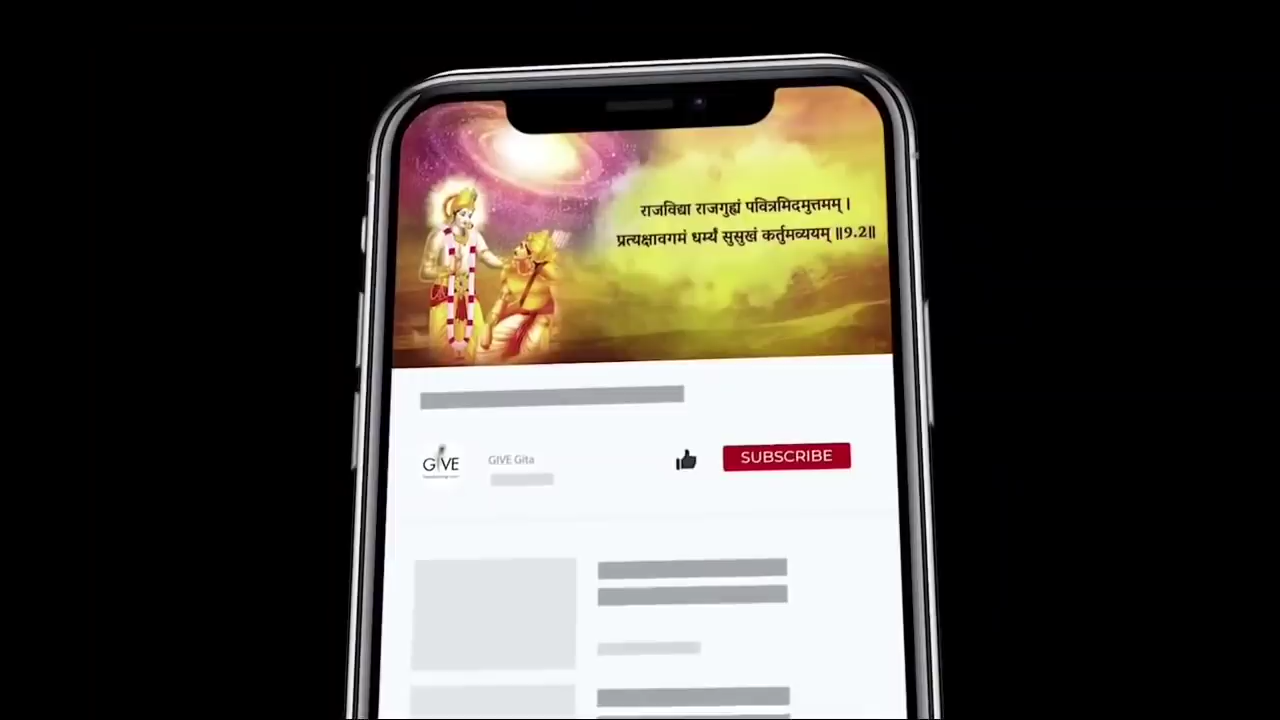 राजविद्या राजगुह्यं पवित्रमिदमुत्तमम् ।
प्रत्यक्षावगमं धर्म्यं सुसुखं कर्तुमव्ययम् ॥9.2॥
GIVE
GIVE Gita
SUBSCRIBE